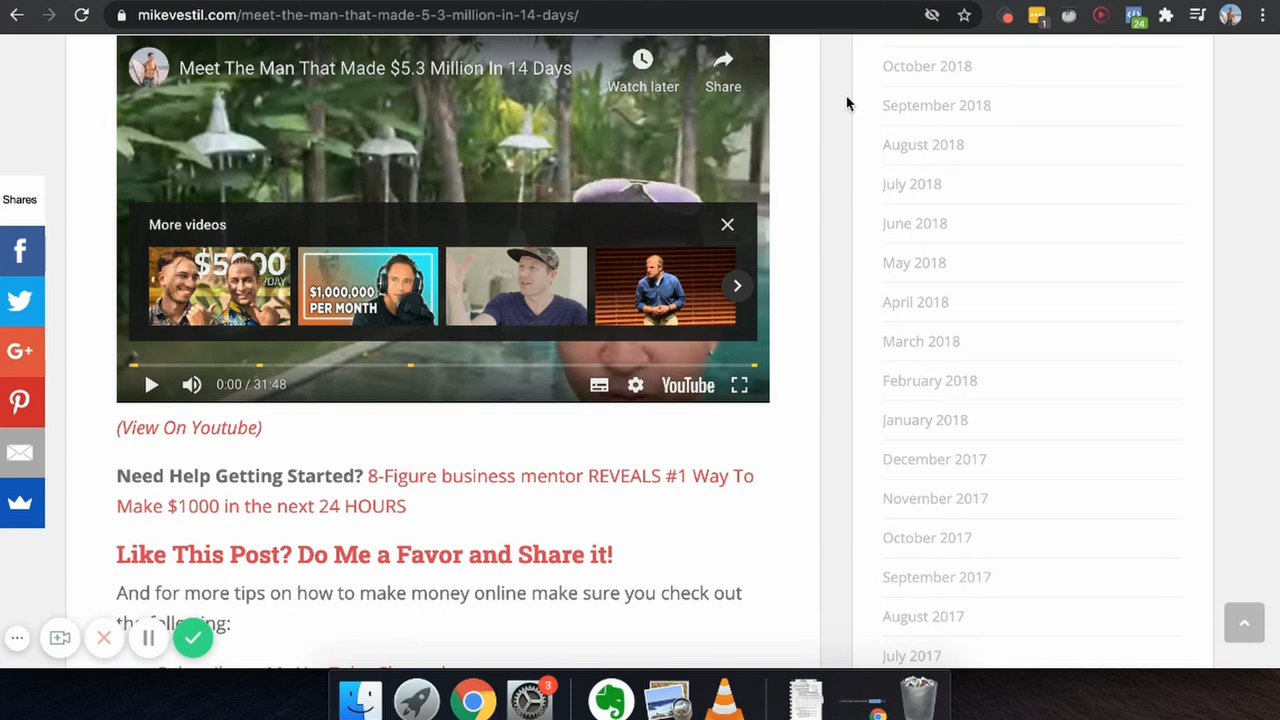 mikevestil.com/meet-the-man-that-made-5-3-million-in-14-days/
1
24
Meet The Man That Made $5.3 Million In 14 Days
Watch later
Share
More videos
$5000
/DAY
$1,000,000
PER MONTH
0:00 / 31:48
YouTube
(View On Youtube)
Need Help Getting Started? 8-Figure business mentor REVEALS #1 Way To
Make $1000 in the next 24 HOURS
Like This Post? Do Me a Favor and Share it!
And for more tips on how to make money online make sure you check out
the following:
Shares
f
G+
October 2018
September 2018
August 2018
July 2018
June 2018
May 2018
April 2018
March 2018
February 2018
January 2018
December 2017
November 2017
October 2017
September 2017
August 2017
July 2017
3